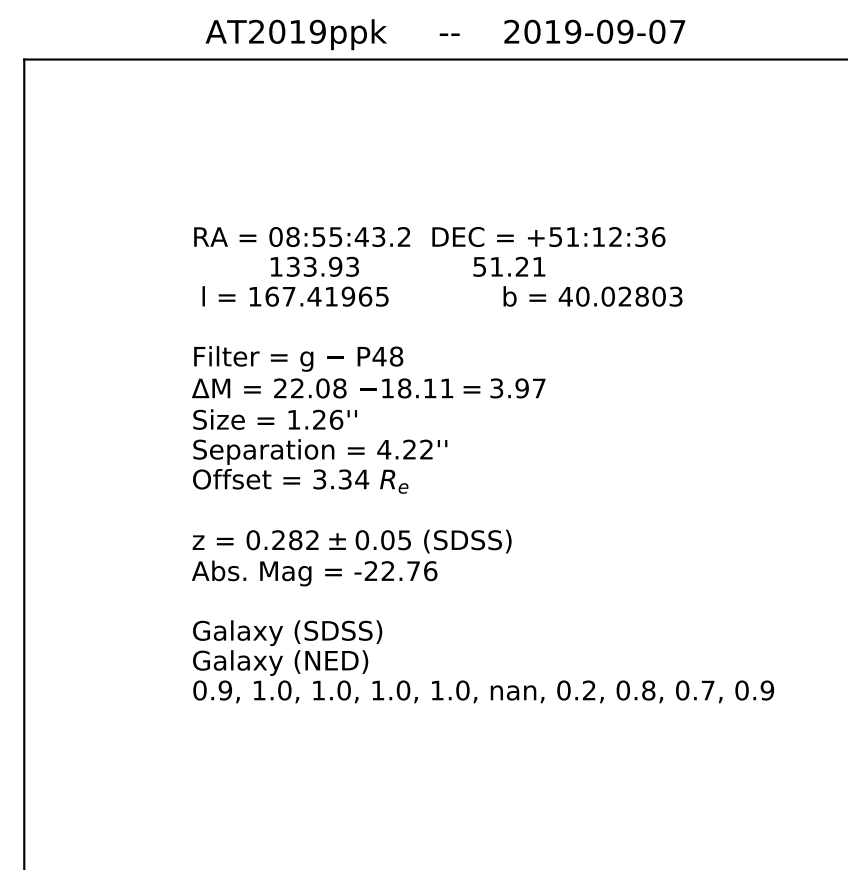 AT2019ppk -- 2019-09-07
RA = 08:55:43.2 DEC = +51:12:36
133.93 51.21
l = 167.41965 b = 40.02803
Filter = g − P48
ΔM = 22.08 −18.11 = 3.97
Size = 1.26''
Separation = 4.22''
Offset = 3.34 Rₑ
z = 0.282 ± 0.05 (SDSS)
Abs. Mag = -22.76
Galaxy (SDSS)
Galaxy (NED)
0.9, 1.0, 1.0, 1.0, 1.0, nan, 0.2, 0.8, 0.7, 0.9